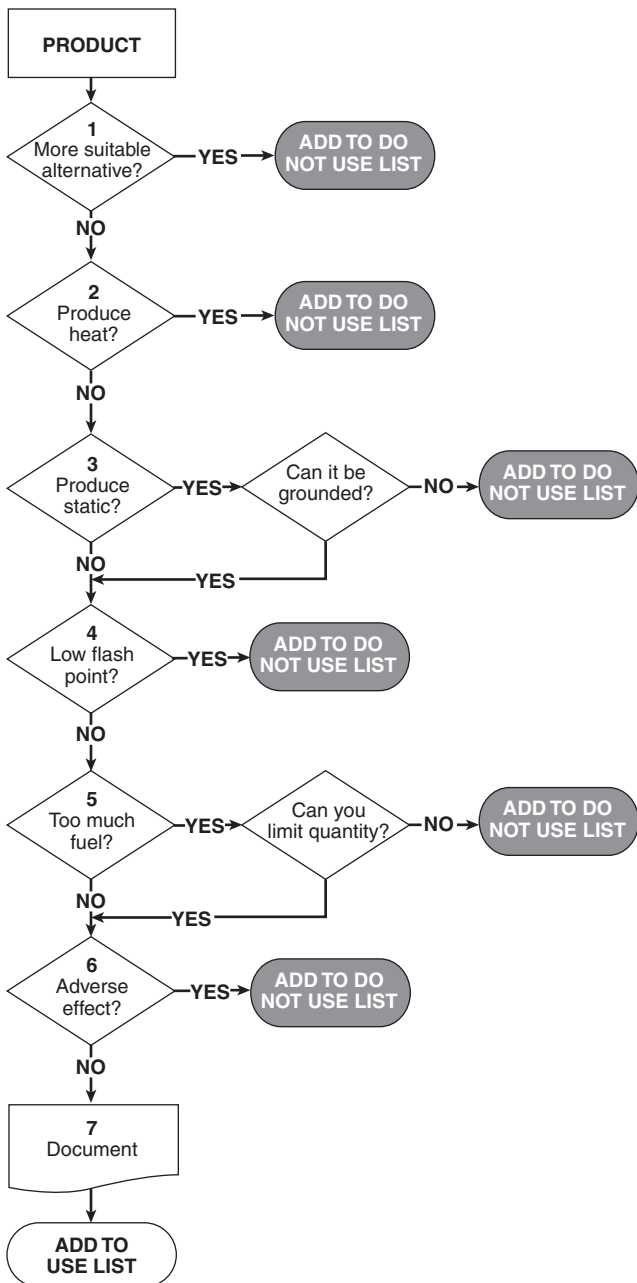 PRODUCT
1
More suitable
alternative?
YES
ADD TO DO
NOT USE LIST
NO
2
Produce
heat?
YES
ADD TO DO
NOT USE LIST
NO
3
Produce
static?
YES
Can it be
grounded?
NO
ADD TO DO
NOT USE LIST
NO
YES
4
Low flash
point?
YES
ADD TO DO
NOT USE LIST
NO
5
Too much
fuel?
YES
Can you
limit quantity?
NO
ADD TO DO
NOT USE LIST
NO
YES
6
Adverse
effect?
YES
ADD TO DO
NOT USE LIST
NO
7
Document
ADD TO
USE LIST